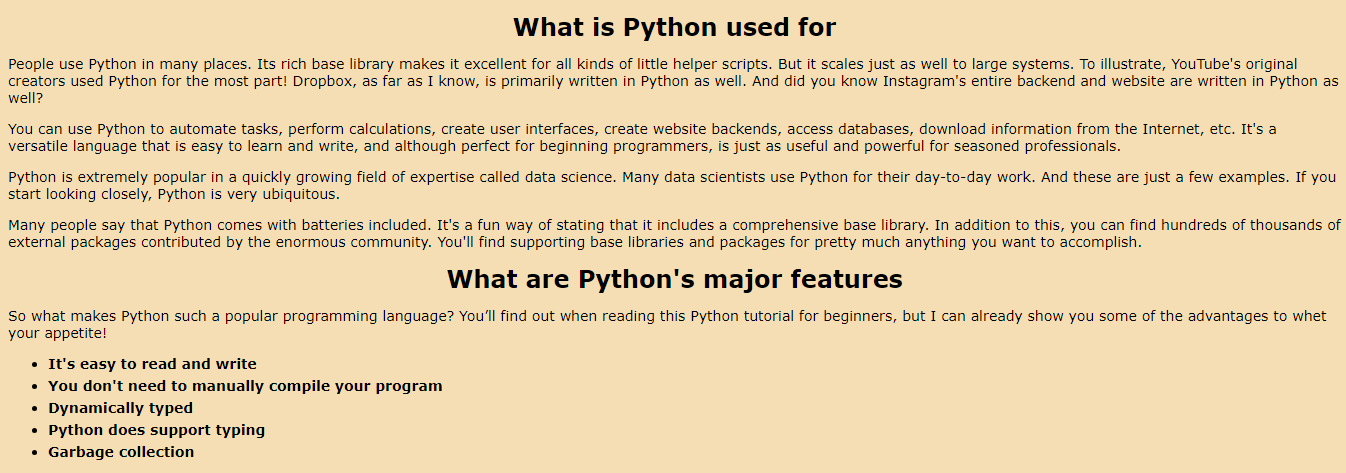 What is Python used for
People use Python in many places. Its rich base library makes it excellent for all kinds of little helper scripts. But it scales just as well to large systems. To illustrate, YouTube's original
creators used Python for the most part! Dropbox, as far as I know, is primarily written in Python as well. And did you know Instagram's entire backend and website are written in Python as
well?
You can use Python to automate tasks, perform calculations, create user interfaces, create website backends, access databases, download information from the Internet, etc. It's a
versatile language that is easy to learn and write, and although perfect for beginning programmers, is just as useful and powerful for seasoned professionals.
Python is extremely popular in a quickly growing field of expertise called data science. Many data scientists use Python for their day-to-day work. And these are just a few examples. If you
start looking closely, Python is very ubiquitous.
Many people say that Python comes with batteries included. It's a fun way of stating that it includes a comprehensive base library. In addition to this, you can find hundreds of thousands of
external packages contributed by the enormous community. You'll find supporting base libraries and packages for pretty much anything you want to accomplish.
What are Python's major features
So what makes Python such a popular programming language? You’ll find out when reading this Python tutorial for beginners, but I can already show you some of the advantages to whet
your appetite!
• It's easy to read and write
• You don't need to manually compile your program
• Dynamically typed
• Python does support typing
• Garbage collection